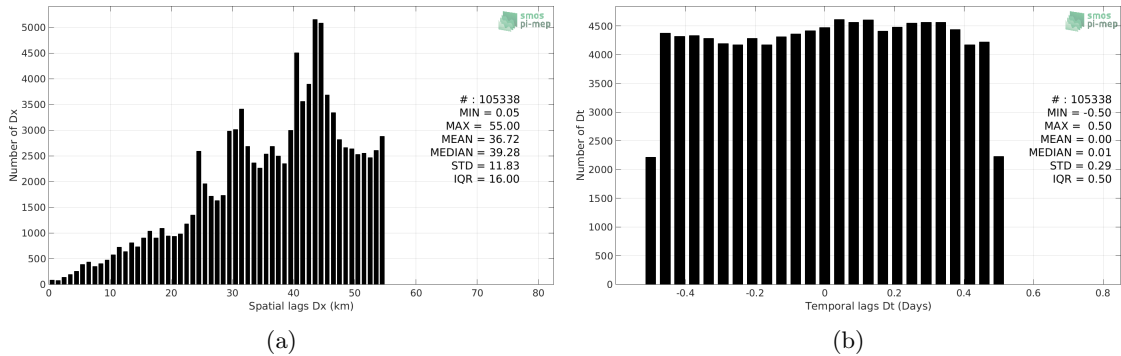 smos
pi-mep
5000
4500
4000
3500
3000
2500
2000
1500
1000
500
0
Number of Dx
# : 105338
MIN = 0.05
MAX = 55.00
MEAN = 36.72
MEDIAN = 39.28
STD = 11.83
IQR = 16.00
0 10 20 30 40 50 60 70 80
Spatial lags Dx (km)
(a)
smos
pi-mep
4500
4000
3500
3000
2500
2000
1500
1000
500
0
Number of Dt
# : 105338
MIN = -0.50
MAX = 0.50
MEAN = 0.00
MEDIAN = 0.01
STD = 0.29
IQR = 0.50
-0.4 -0.2 0 0.2 0.4 0.6 0.8
Temporal lags Dt (Days)
(b)